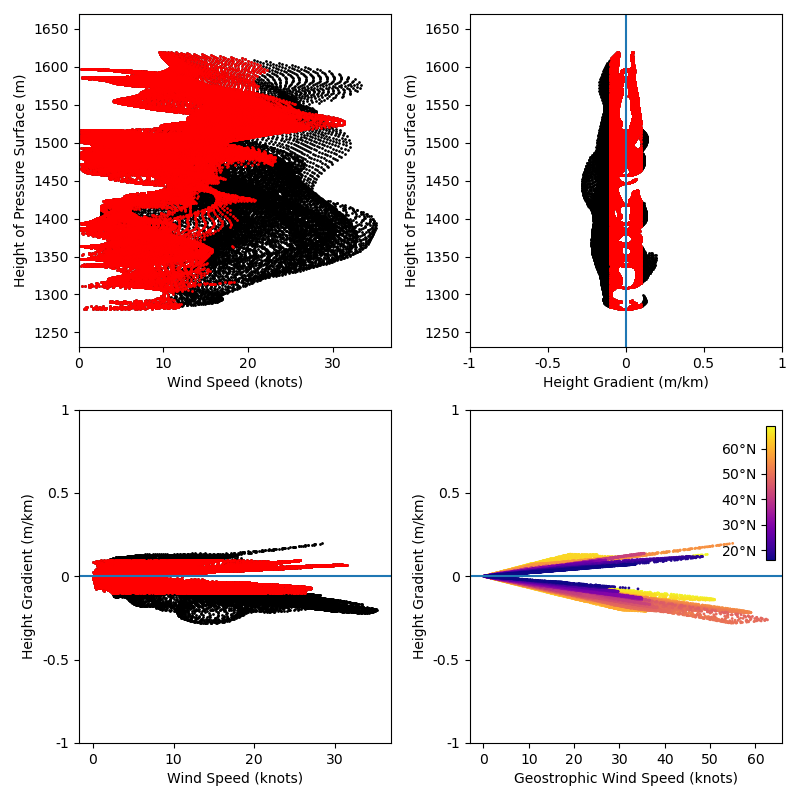 1650
1600
1550
1500
1450
1400
1350
1300
1250
Height of Pressure Surface (m)
0 10 20 30
Wind Speed (knots)
1650
1600
1550
1500
1450
1400
1350
1300
1250
Height of Pressure Surface (m)
-1 -0.5 0 0.5 1
Height Gradient (m/km)
1
0.5
0
-0.5
-1
Height Gradient (m/km)
0 10 20 30
Wind Speed (knots)
1
0.5
0
-0.5
-1
Height Gradient (m/km)
60°N
50°N
40°N
30°N
20°N
0 10 20 30 40 50 60
Geostrophic Wind Speed (knots)